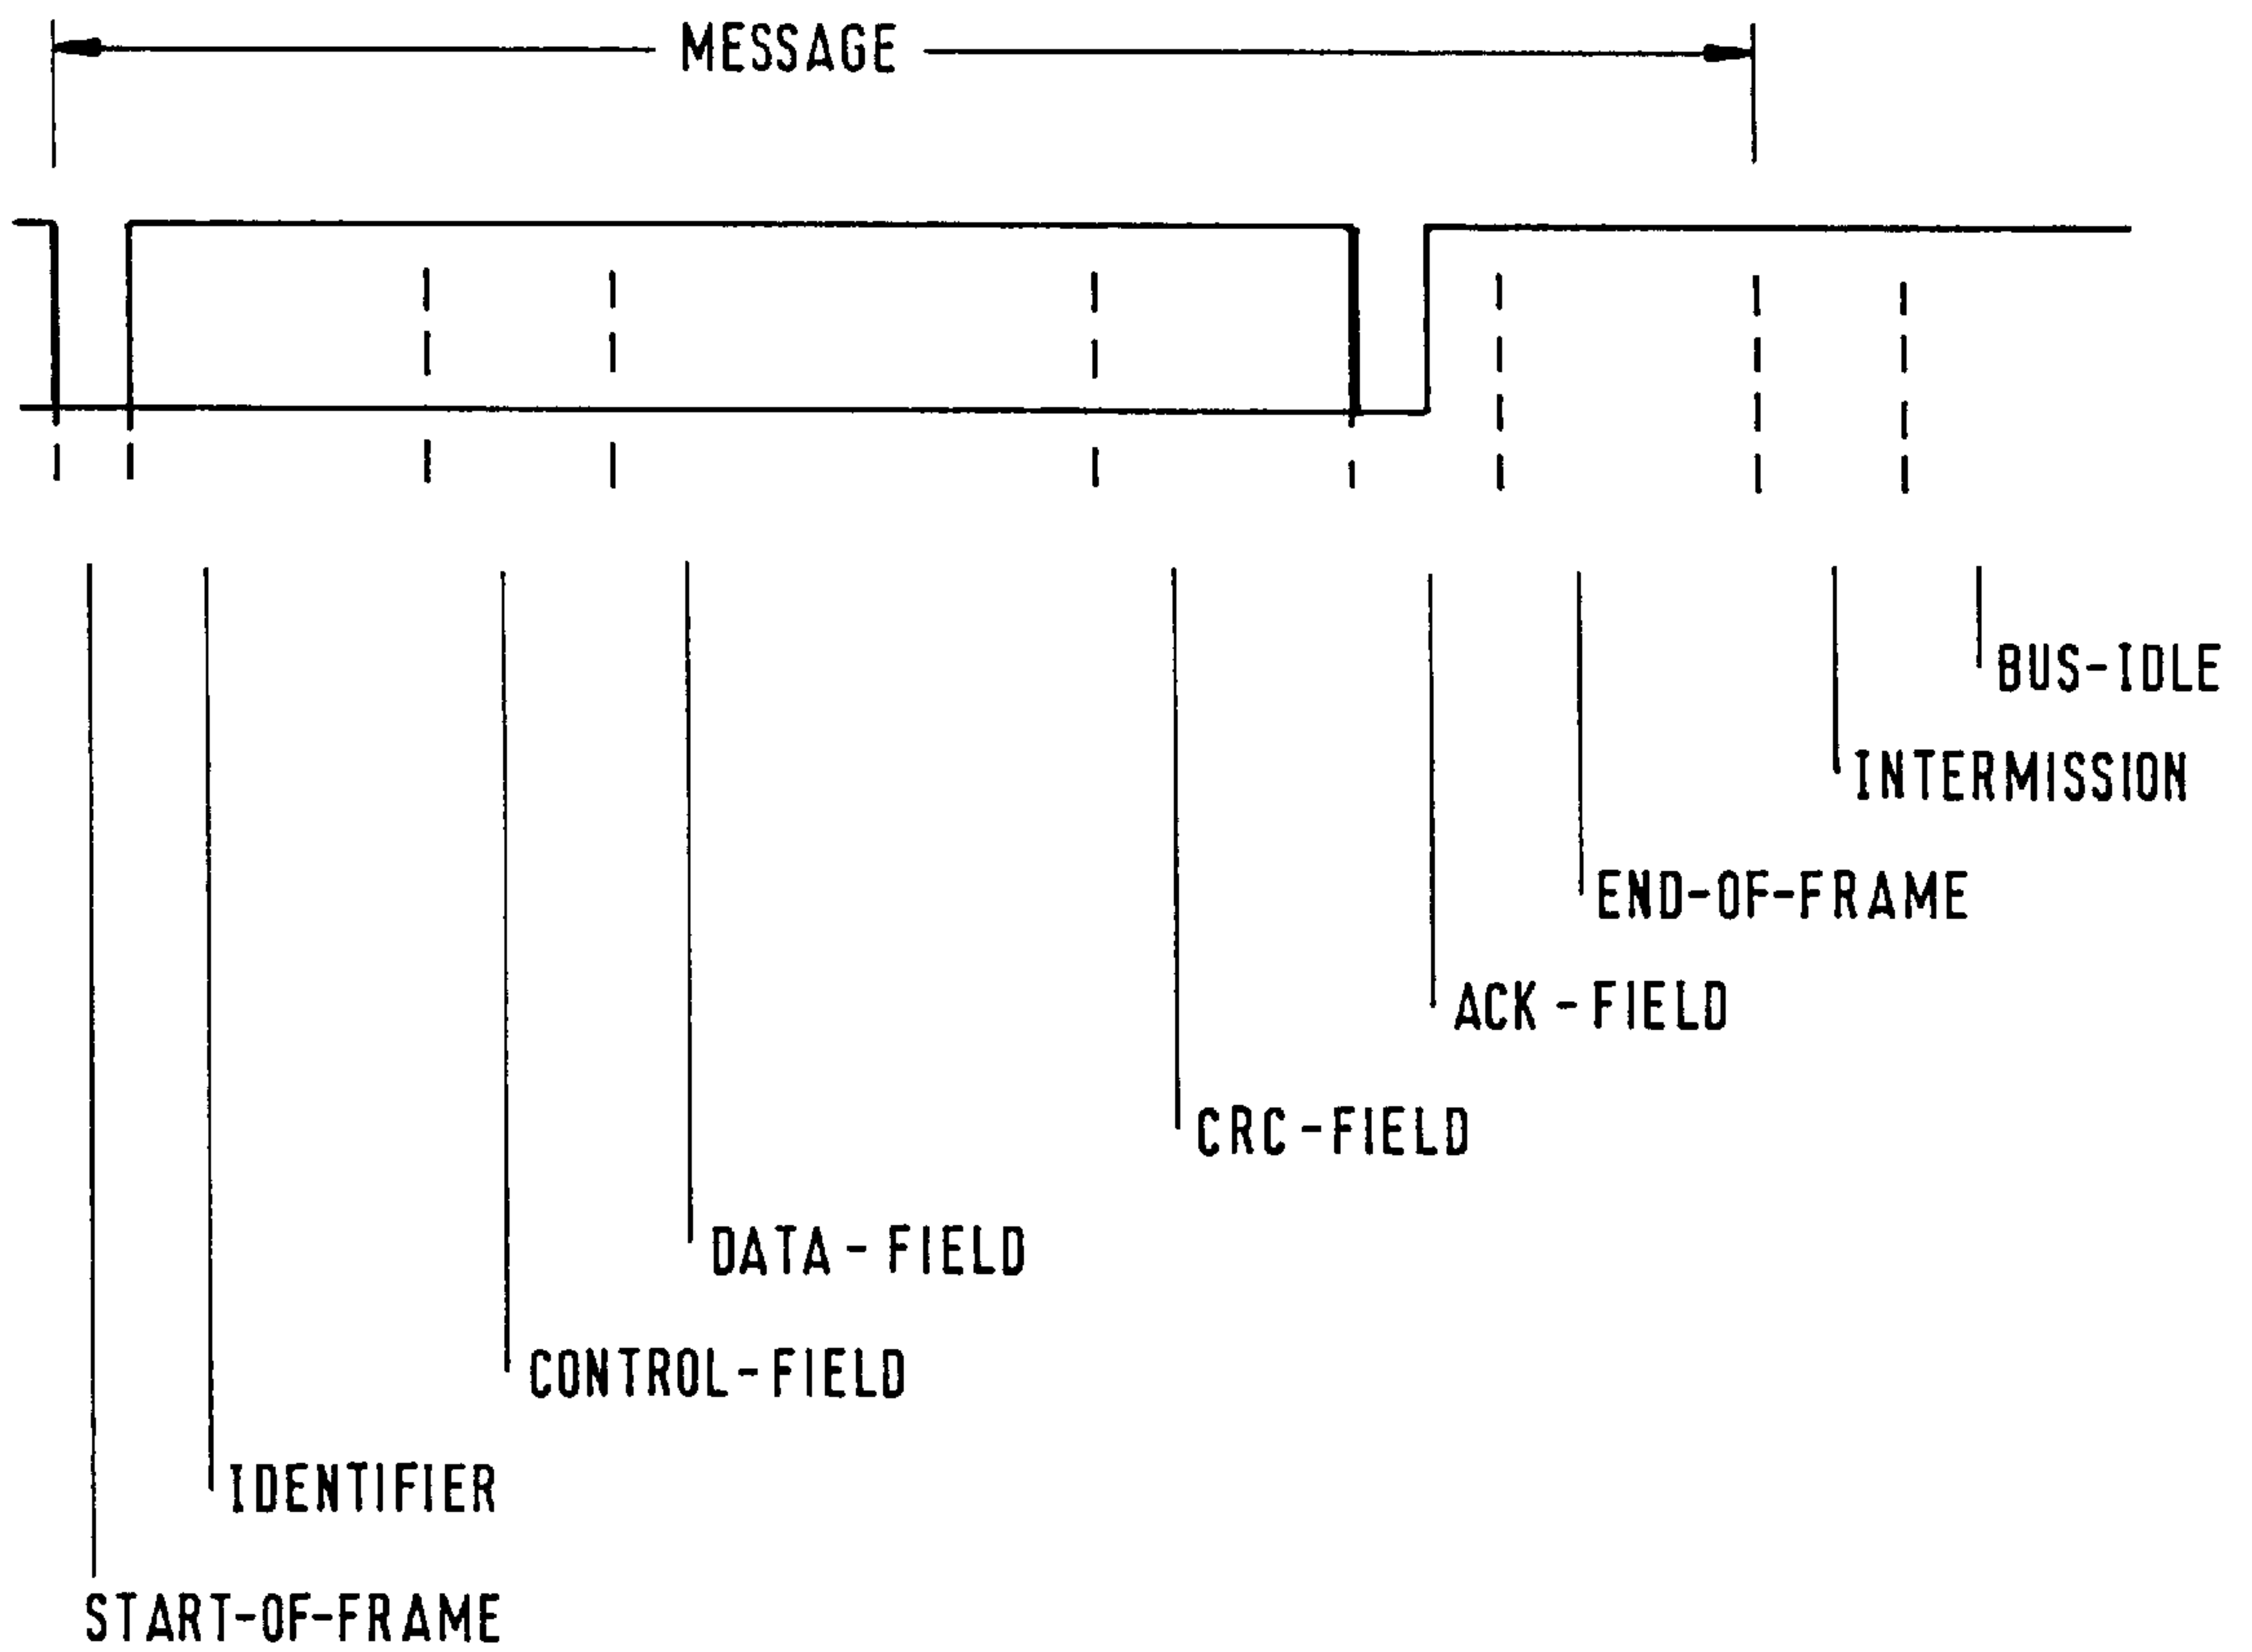 MESSAGE
BUS-IDLE
INTERMISSION
END-OF-FRAME
ACK-FIELD
CRC-FIELD
DATA-FIELD
CONTROL-FIELD
IDENTIFIER
START-OF-FRAME